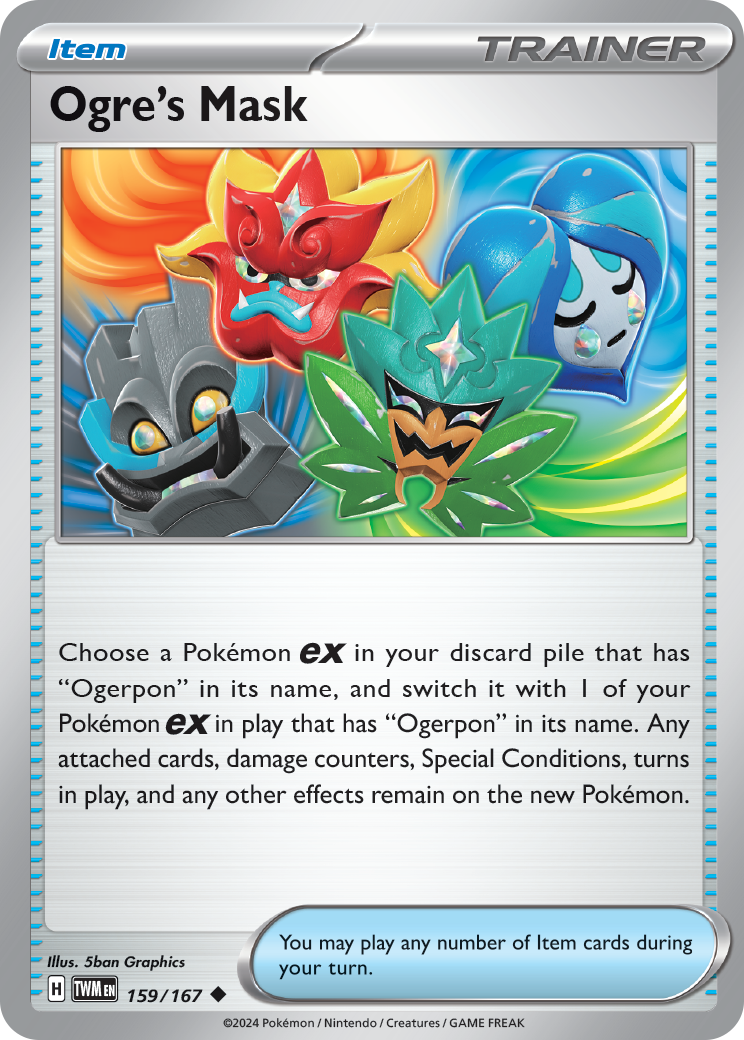 Item
TRAINER
Ogre’s Mask
Choose a Pokémon ex in your discard pile that has
“Ogerpon” in its name, and switch it with 1 of your
Pokémon ex in play that has “Ogerpon” in its name. Any
attached cards, damage counters, Special Conditions, turns
in play, and any other effects remain on the new Pokémon.
You may play any number of Item cards during
your turn.
Illus. 5ban Graphics
H TWM EN 159/167
©2024 Pokémon / Nintendo / Creatures / GAME FREAK